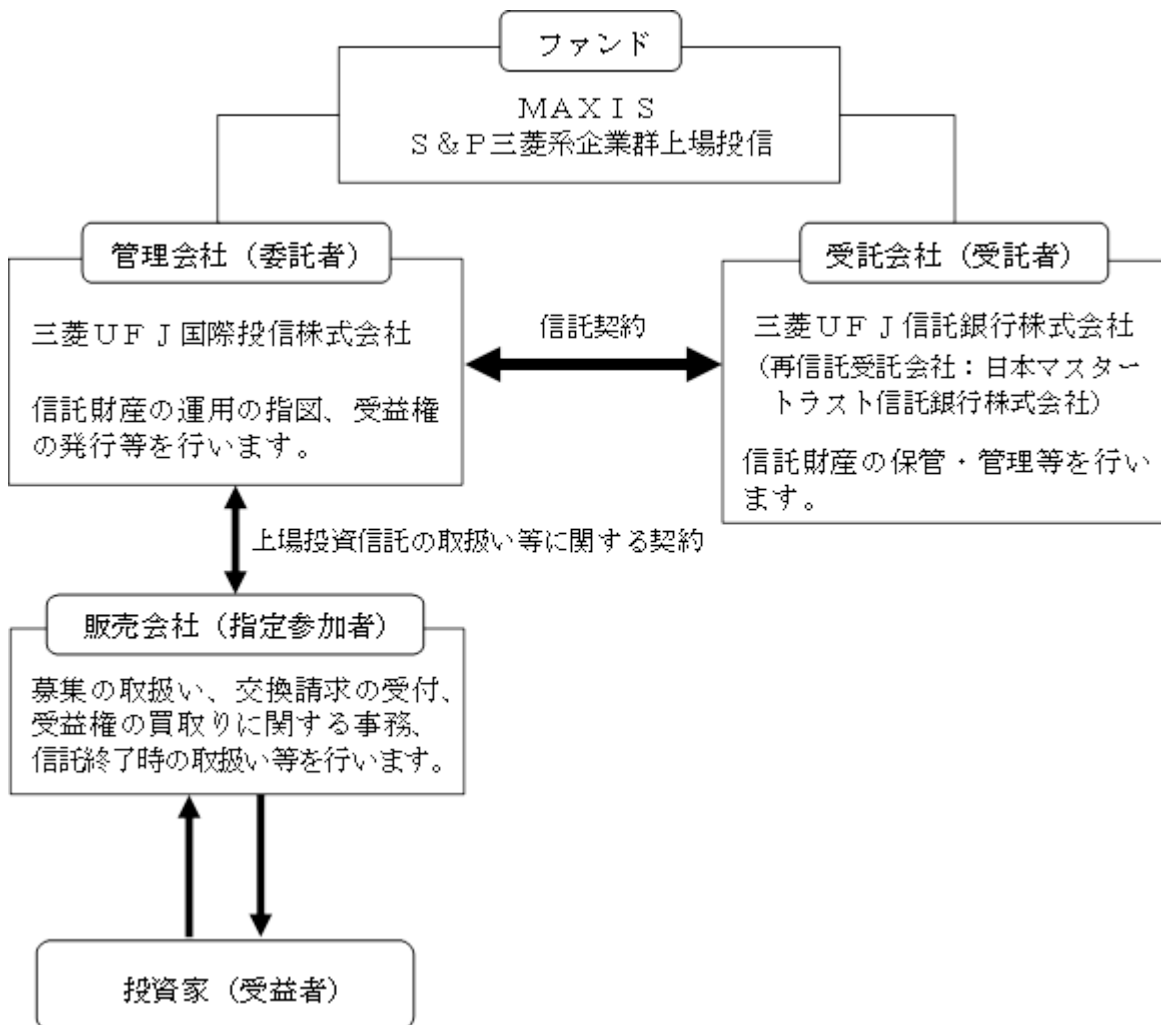 ファンド
ＭＡＸＩＳ
Ｓ＆Ｐ三菱系企業群上場投信
管理会社（委託者）
三菱ＵＦＪ国際投信株式会社
信託財産の運用の指図、受益権
の発行等を行います。
信託契約
受託会社（受託者）
三菱ＵＦＪ信託銀行株式会社
（再信託受託会社：日本マスター
トラスト信託銀行株式会社）
信託財産の保管・管理等を行い
ます。
上場投資信託の取扱い等に関する契約
販売会社（指定参加者）
募集の取扱い、交換請求の受付、
受益権の買取りに関する事務、
信託終了時の取扱い等を行います。
投資家（受益者）